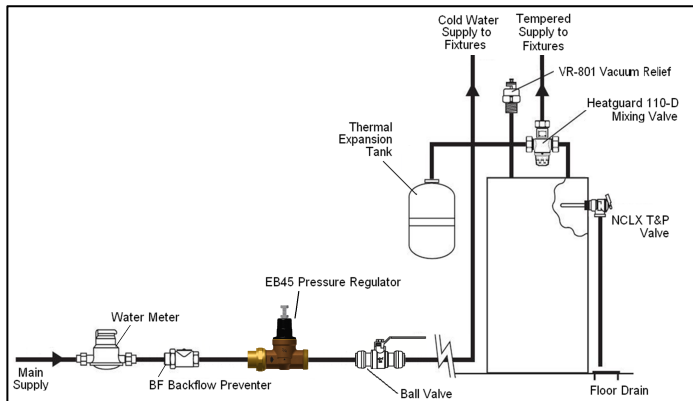 Cold Water
Supply to
Fixtures
Tempered
Supply to
Fixtures
VR-801 Vacuum Relief
Heatguard 110-D
Mixing Valve
Thermal
Expansion
Tank
NCLX T&P
Valve
EB45 Pressure Regulator
Water Meter
Main
Supply
BF Backflow Preventer
Ball Valve
Floor Drain